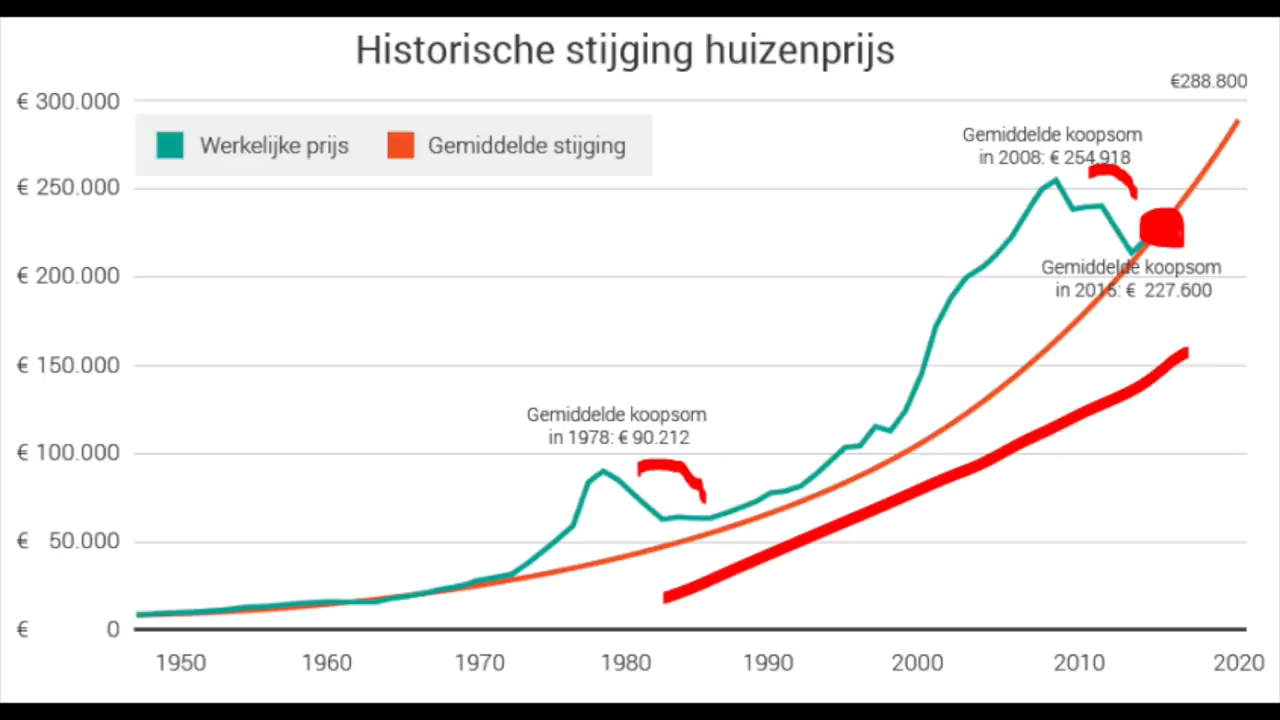 Historische stijging huizenprijs
€288.800
€ 300.000
Werkelijke prijs
Gemiddelde stijging
Gemiddelde koopsom
in 2008: € 254.918
€ 250.000
Gemiddelde koopsom
in 2015: € 227.600
€ 200.000
€ 150.000
Gemiddelde koopsom
in 1978: € 90.212
€ 100.000
€ 50.000
€ 0
1950 1960 1970 1980 1990 2000 2010 2020